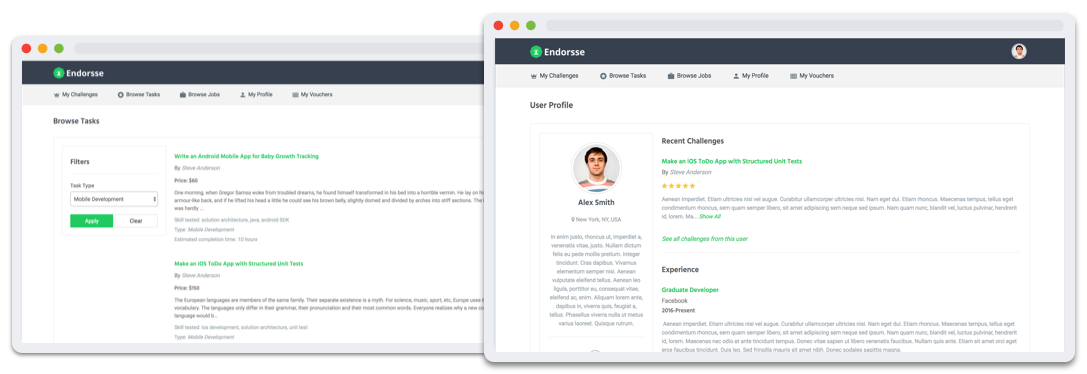 Endorsse
My Challenges
Browse Tasks
Browse Jobs
My Profile
My Vouchers
Browse Tasks
Filters
Task Type
Mobile Development
Apply
Clear
Write an Android Mobile App for Baby Growth Tracking
By Steve Anderson
Price: $60
One morning, when Gregor Samsa woke from troubled dreams, he found himself transformed in his bed into a horrible vermin. He lay on his
armour-like back, and if he lifted his head a little he could see his brown belly, slightly domed and divided by arches into stiff sections. The
was hardly ...
Skill tested: solution architecture, java, android SDK
Type: Mobile Development
Estimated completion time: 10 hours
Make an iOS ToDo App with Structured Unit Tests
By Steve Anderson
Price: $150
The European languages are members of the same family. Their separate existence is a myth. For science, music, sport, etc, Europe uses
vocabulary. The languages only differ in their grammar, their pronunciation and their most common words. Everyone realizes why a new
language would b...
Skill tested: ios development, solution architecture, unit test
Type: Mobile Development
Endorsse
My Challenges
Browse Tasks
Browse Jobs
My Profile
My Vouchers
User Profile
Alex Smith
New York, NY, USA
In enim justo, rhoncus ut, imperdiet a,
venenatis vitae, justo. Nullam dictum
felis eu pede mollis pretium. Integer
tincidunt. Cras dapibus. Vivamus
elementum semper nisi. Aenean
vulputate eleifend tellus. Aenean leo
ligula, porttitor eu, consequat vitae,
eleifend ac, enim. Aliquam lorem ante,
dapibus in, viverra quis, feugiat a,
tellus. Phasellus viverra nulla ut metus
varius laoreet. Quisque rutrum.
Recent Challenges
Make an iOS ToDo App with Structured Unit Tests
By Steve Anderson
Aenean imperdiet. Etiam ultricies nisi vel augue. Curabitur ullamcorper ultricies nisi. Nam eget dui. Etiam rhoncus. Maecenas tempus, tellus eget
condimentum rhoncus, sem quam semper libero, sit amet adipiscing sem neque sed ipsum. Nam quam nunc, blandit vel, luctus pulvinar, hendrerit
id, lorem. Ma... Show All
See all challenges from this user
Experience
Graduate Developer
Facebook
2016-Present
Aenean imperdiet. Etiam ultricies nisi vel augue. Curabitur ullamcorper ultricies nisi. Nam eget dui. Etiam rhoncus. Maecenas tempus, tellus eget
condimentum rhoncus, sem quam semper libero, sit amet adipiscing sem neque sed ipsum. Nam quam nunc, blandit vel, luctus pulvinar, hendrerit
id, lorem. Maecenas nec odio et ante tincidunt tempus. Donec vitae sapien ut libero venenatis faucibus. Nullam quis ante. Etiam sit amet orci eget
eros faucibus tincidunt. Duis leo. Sed fringilla mauris sit amet nibh. Donec sodales sagittis magna.